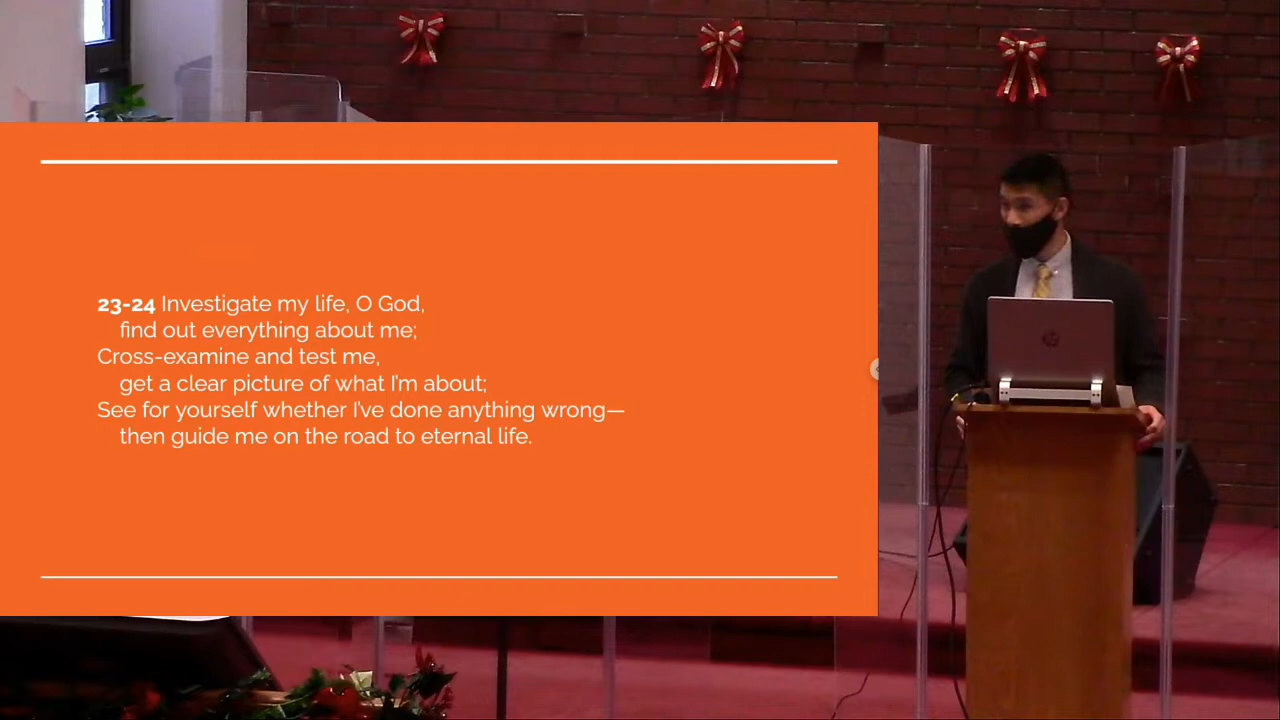 23-24 Investigate my life, O God,
find out everything about me;
Cross-examine and test me,
get a clear picture of what I'm about;
See for yourself whether I've done anything wrong—
then guide me on the road to eternal life.